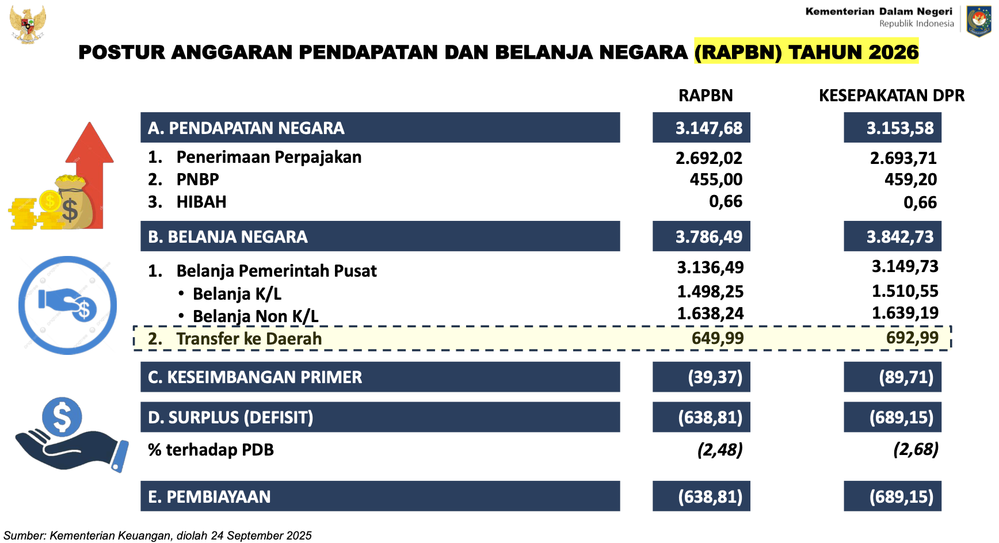 Kementerian Dalam Negeri
Republik Indonesia
POSTUR ANGGARAN PENDAPATAN DAN BELANJA NEGARA (RAPBN) TAHUN 2026
RAPBN KESEPAKATAN DPR
A. PENDAPATAN NEGARA 3.147,68 3.153,58
1. Penerimaan Perpajakan 2.692,02 2.693,71
2. PNBP 455,00 459,20
3. HIBAH 0,66 0,66
B. BELANJA NEGARA 3.786,49 3.842,73
1. Belanja Pemerintah Pusat 3.136,49 3.149,73
• Belanja K/L 1.498,25 1.510,55
• Belanja Non K/L 1.638,24 1.639,19
2. Transfer ke Daerah 649,99 692,99
C. KESEIMBANGAN PRIMER (39,37) (89,71)
D. SURPLUS (DEFISIT) (638,81) (689,15)
% terhadap PDB (2,48) (2,68)
E. PEMBIAYAAN (638,81) (689,15)
Sumber: Kementerian Keuangan, diolah 24 September 2025